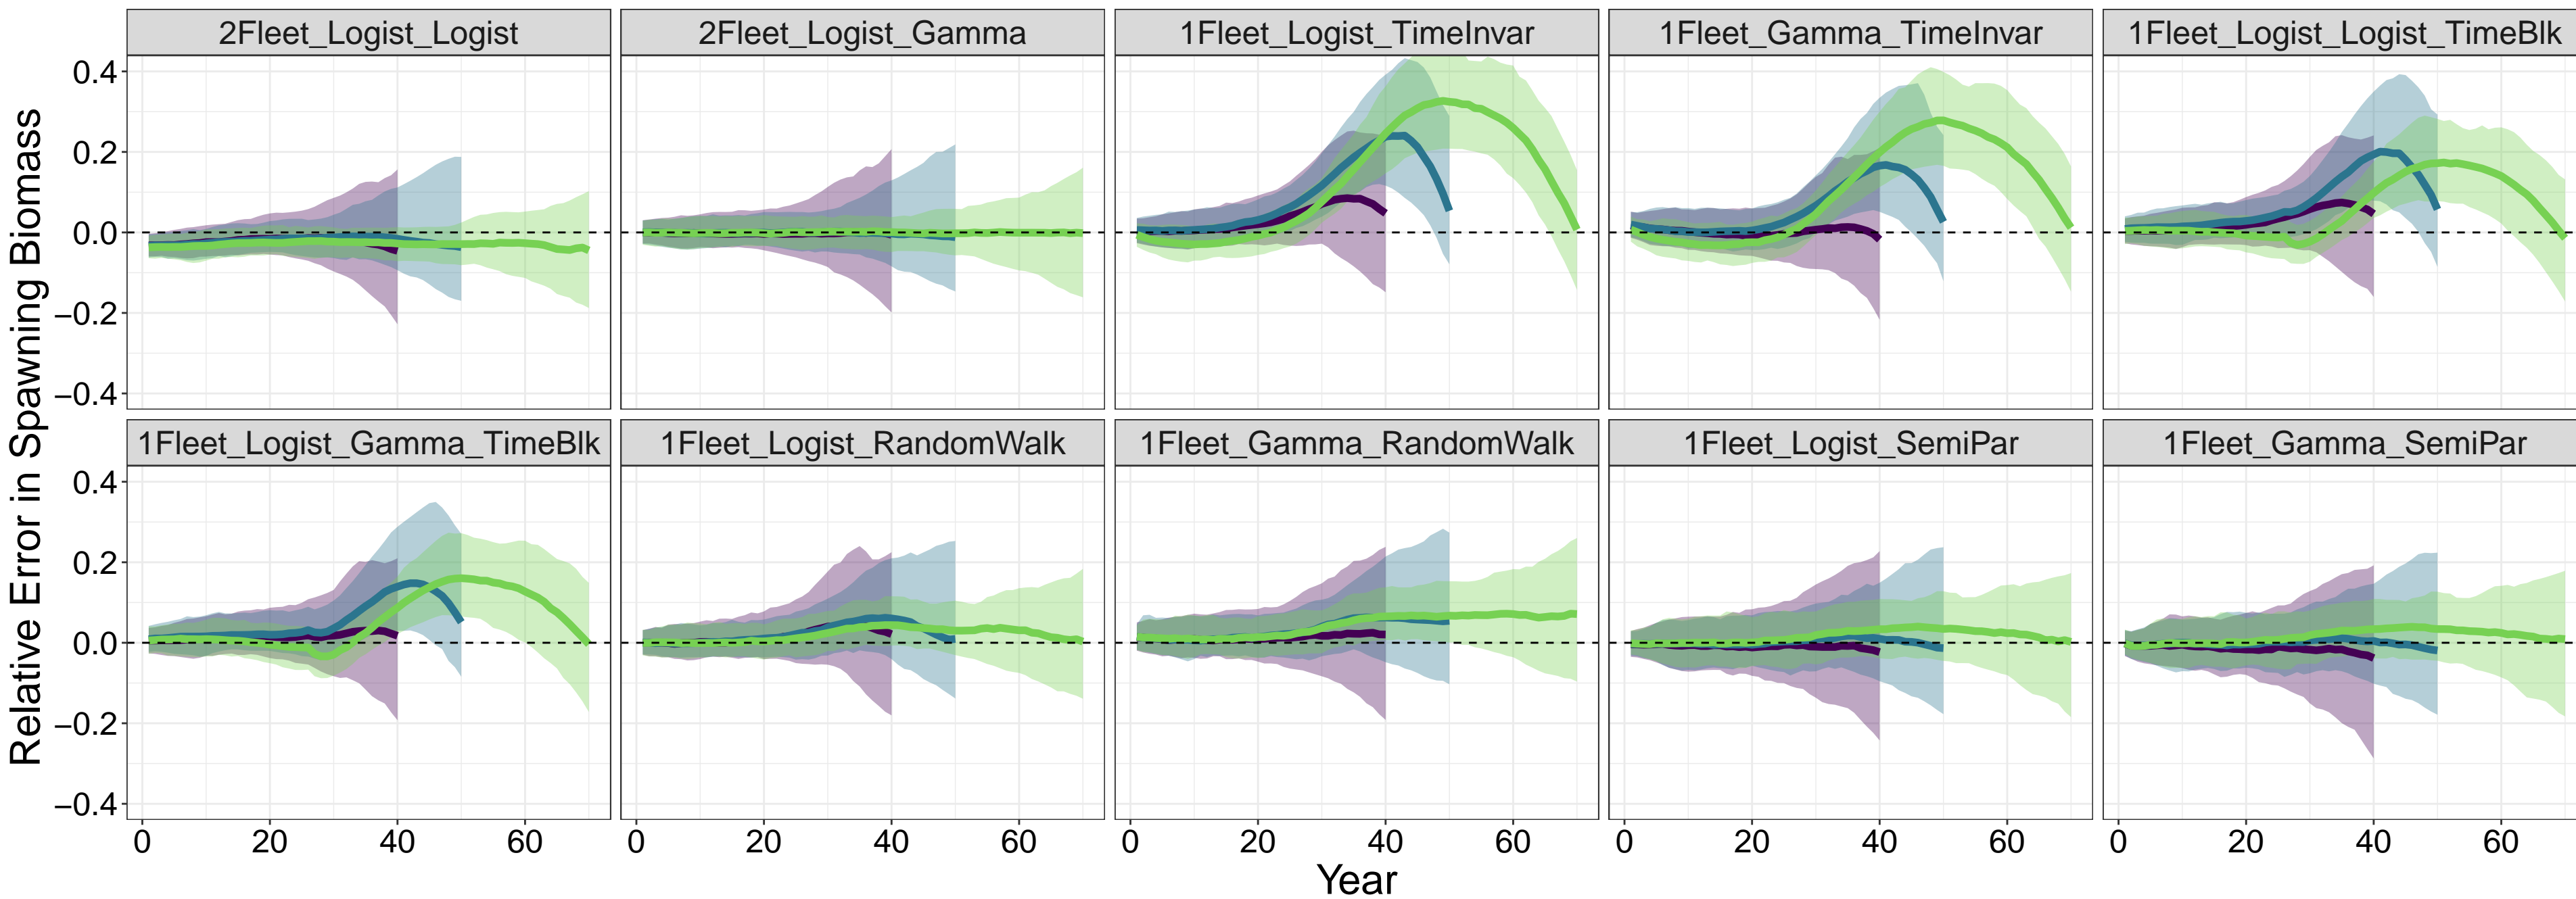 2Fleet_Logist_Logist
2Fleet_Logist_Gamma
1Fleet_Logist_TimeInvar
1Fleet_Gamma_TimeInvar
1Fleet_Logist_Logist_TimeBlk
0.4
0.2
0.0
−0.2
−0.4
1Fleet_Logist_Gamma_TimeBlk
1Fleet_Logist_RandomWalk
1Fleet_Gamma_RandomWalk
1Fleet_Logist_SemiPar
1Fleet_Gamma_SemiPar
0.4
0.2
0.0
−0.2
−0.4
0 20 40 60
0 20 40 60
0 20 40 60
0 20 40 60
0 20 40 60
Year
Relative Error in Spawning Biomass